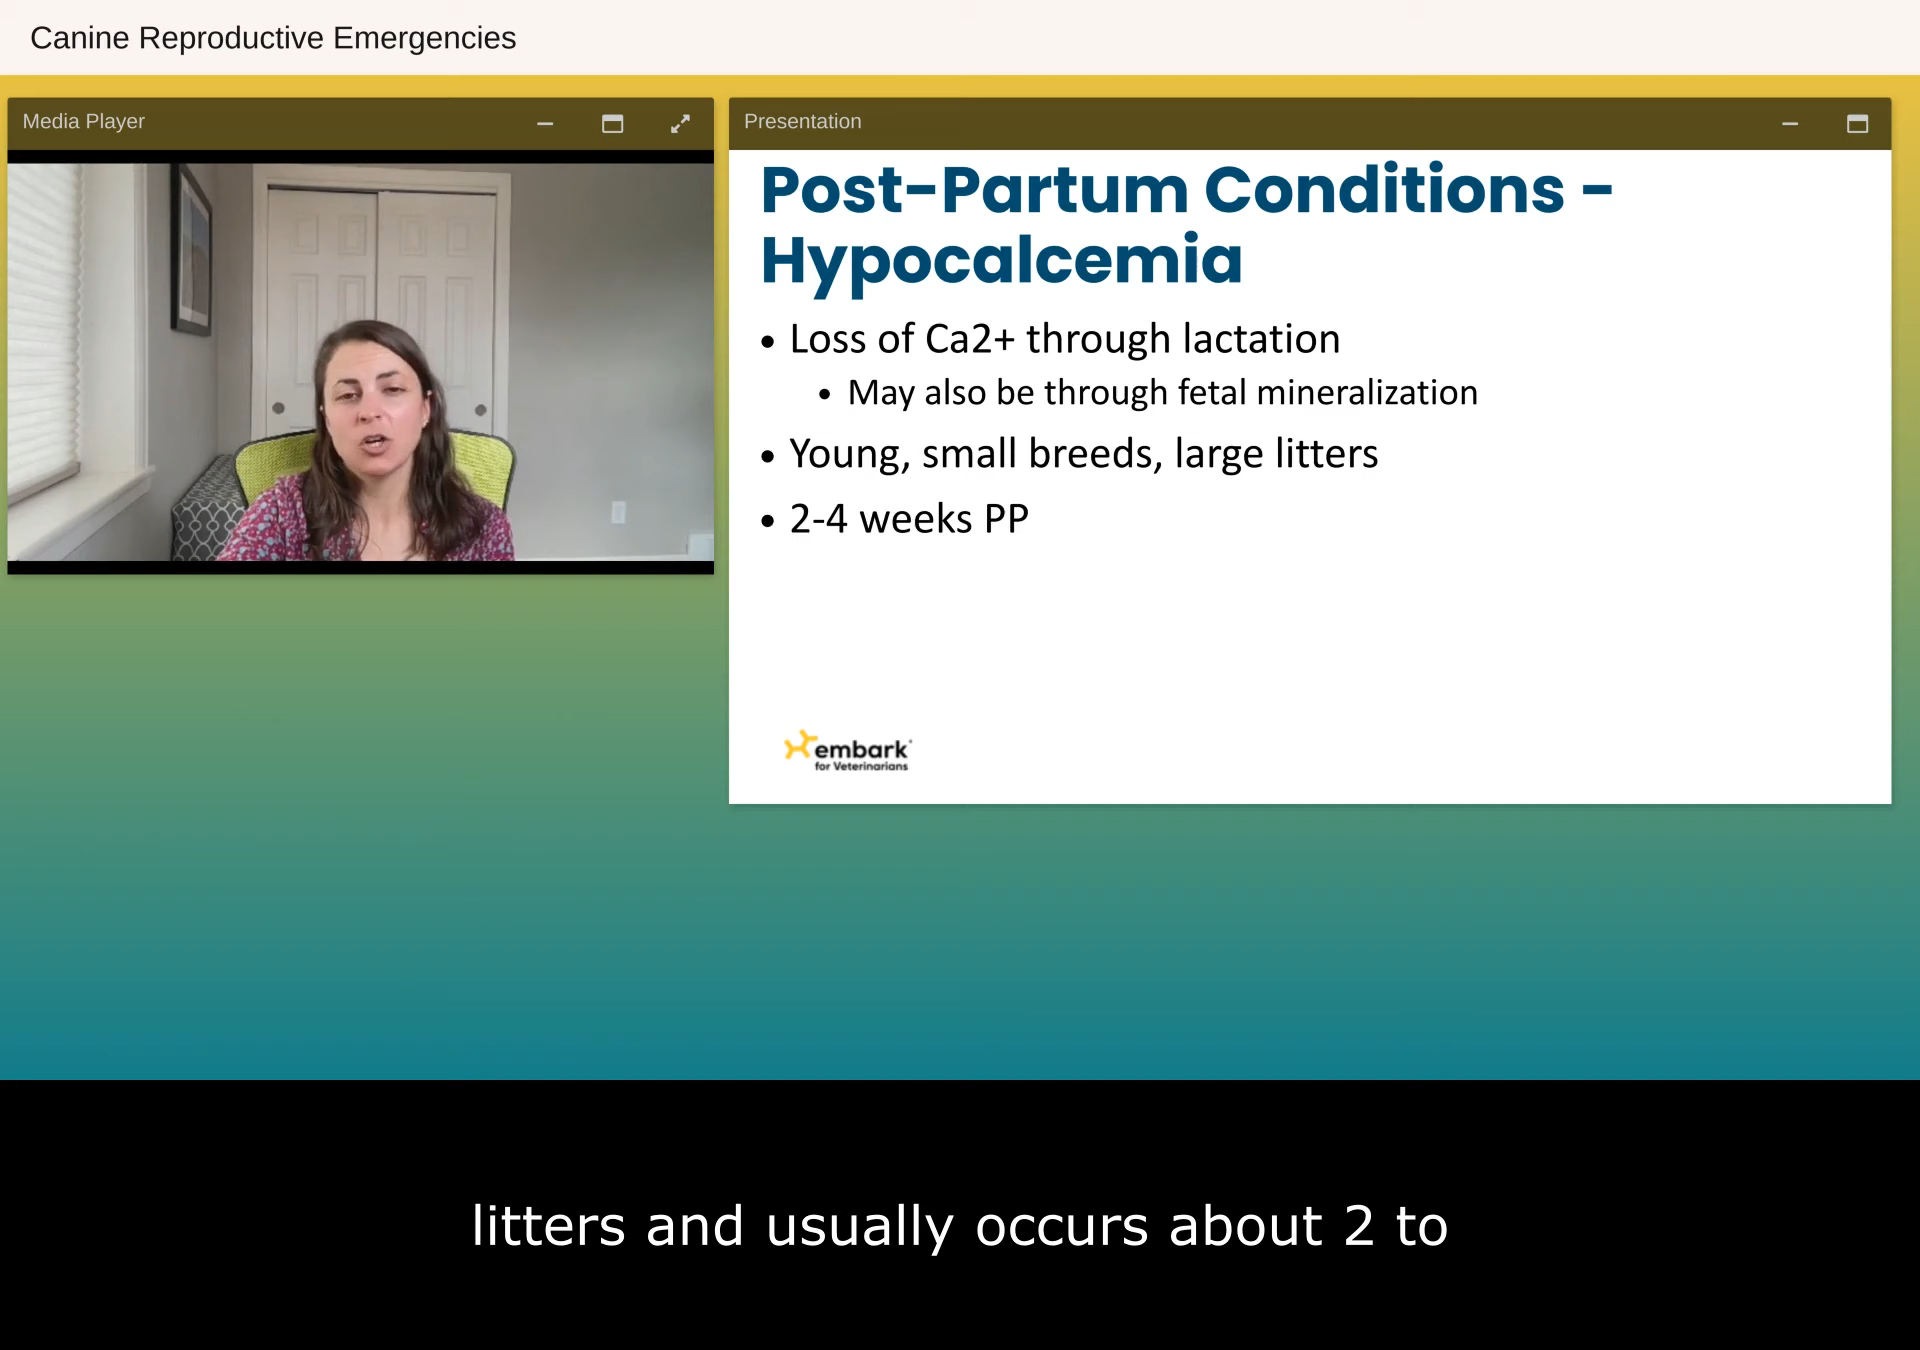 Canine Reproductive Emergencies
Media Player
Presentation
Post-Partum Conditions -
Hypocalcemia
• Loss of Ca2+ through lactation
• May also be through fetal mineralization
• Young, small breeds, large litters
• 2-4 weeks PP
embark
for Veterinarians
litters and usually occurs about 2 to